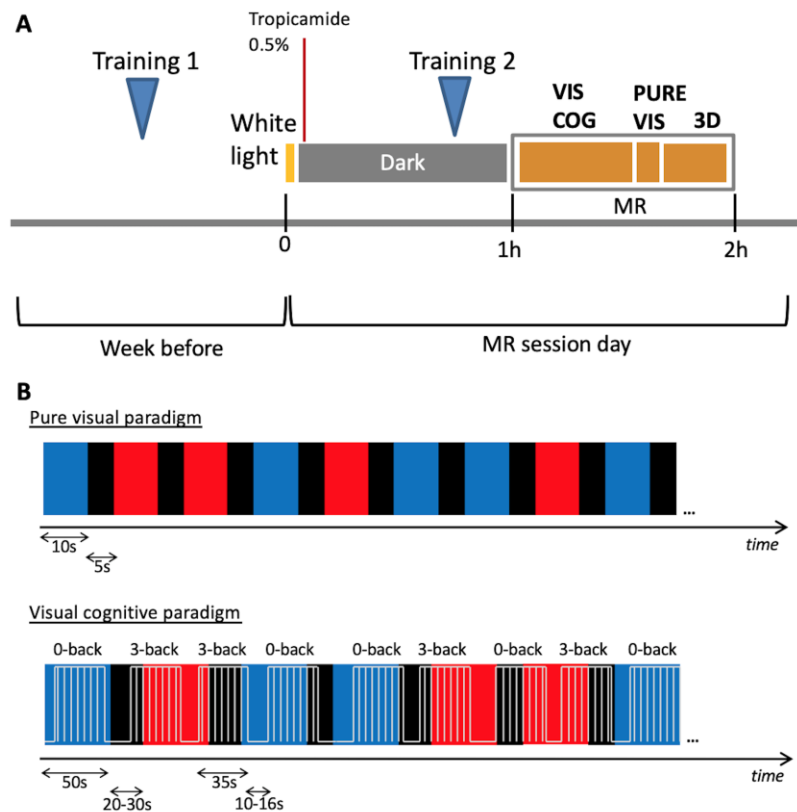 A
Tropicamide
0.5%
Training 1
Training 2
White
light
Dark
VIS
COG
PURE
VIS
3D
MR
0
1h
2h
Week before
MR session day
B
Pure visual paradigm
...
10s
5s
time
Visual cognitive paradigm
0-back 3-back 3-back 0-back 0-back 3-back 0-back 3-back 0-back
...
50s
20-30s
35s
10-16s
time